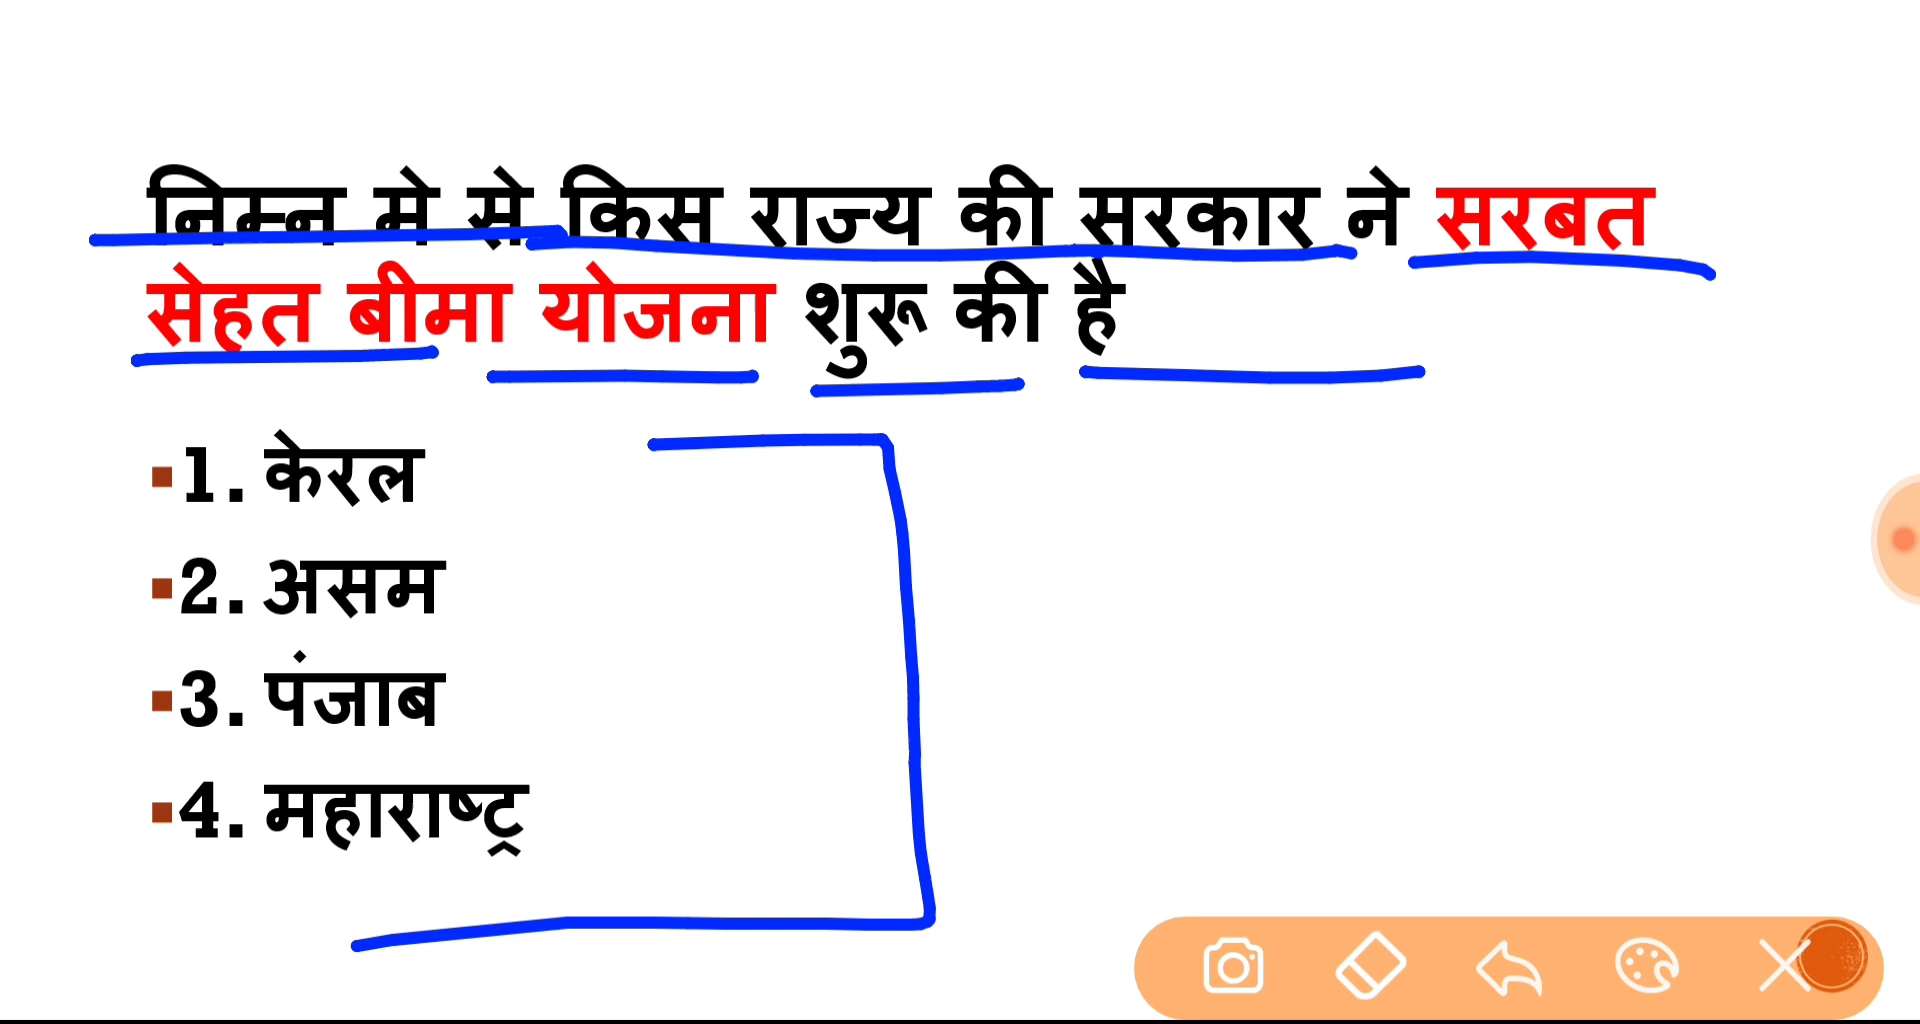 निम्न मे से किस राज्य की सरकार ने सरबत
सेहत बीमा योजना शुरू की है
1. केरल
2. असम
3. पंजाब
4. महाराष्ट्र